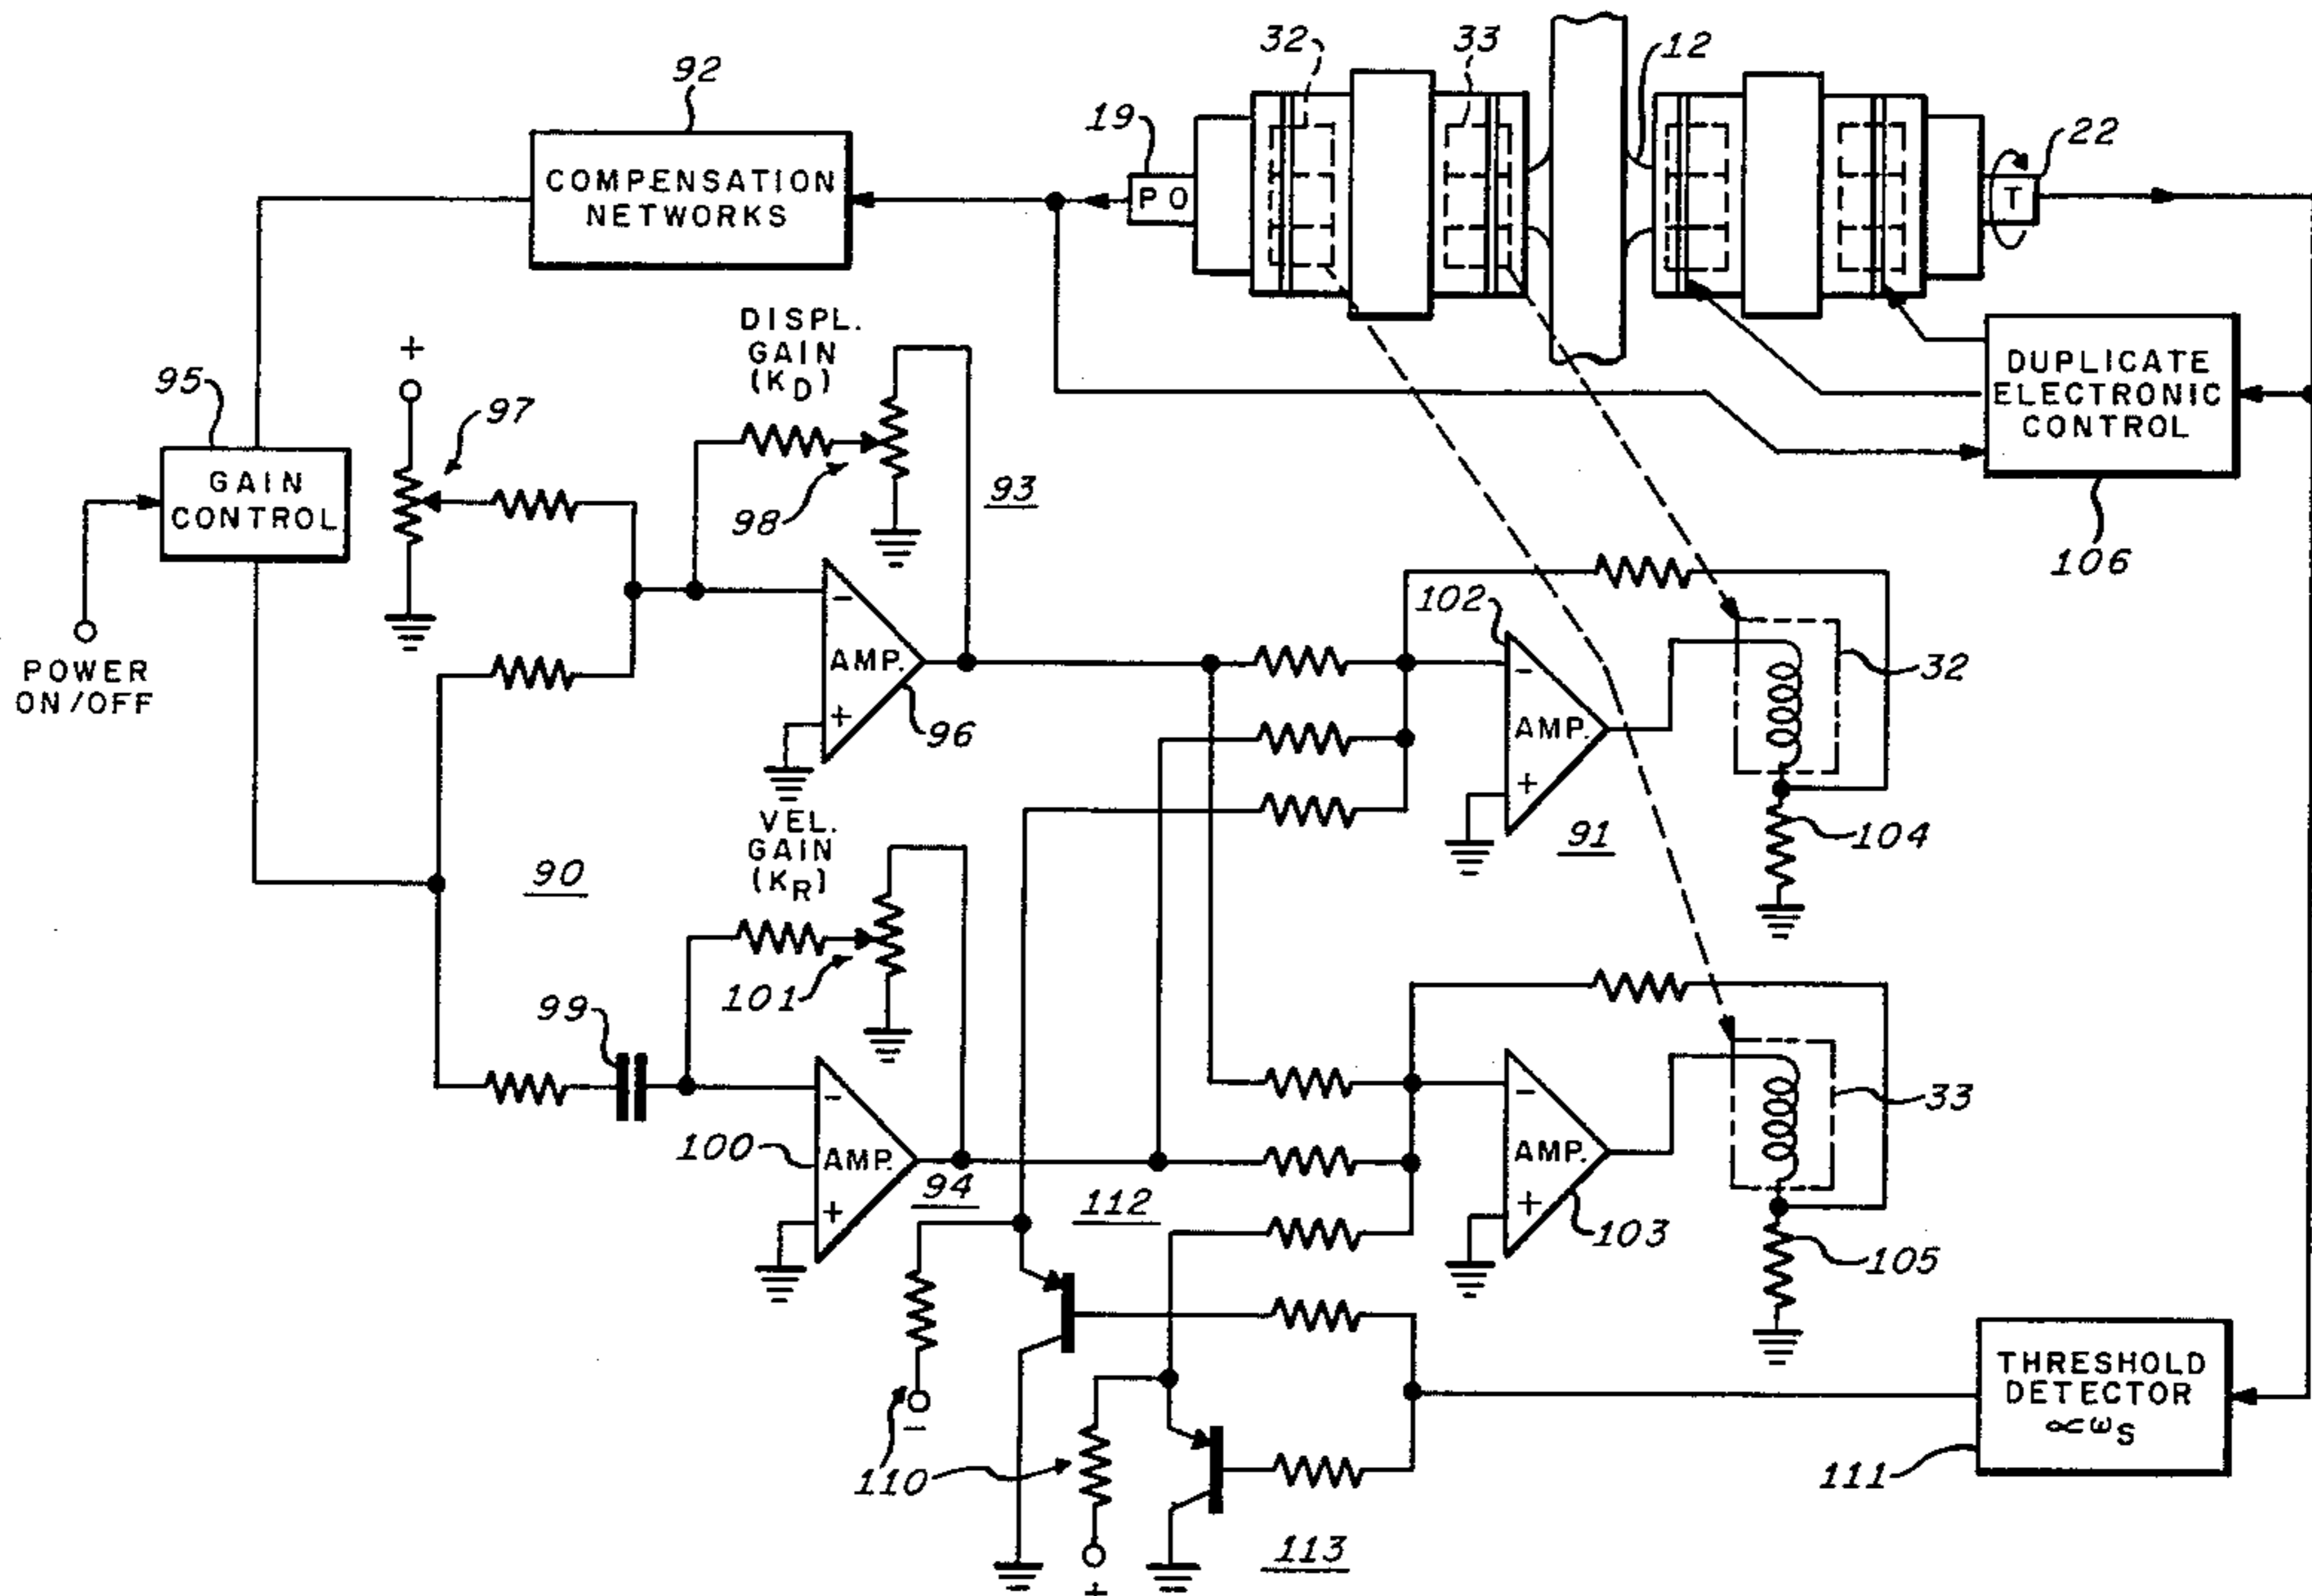 92
32
33
12
19
22
COMPENSATION
NETWORKS
P O
T
DISPL.
GAIN
(KD)
+
95
97
DUPLICATE
ELECTRONIC
CONTROL
GAIN
CONTROL
98
93
106
POWER
ON/OFF
-
AMP.
+
96
102
-
AMP.
+
32
91
104
VEL.
GAIN
(KR)
90
101
99
-
AMP.
+
100
94
112
-
AMP.
+
103
33
105
THRESHOLD
DETECTOR
∝ωS
111
-
110
+
113